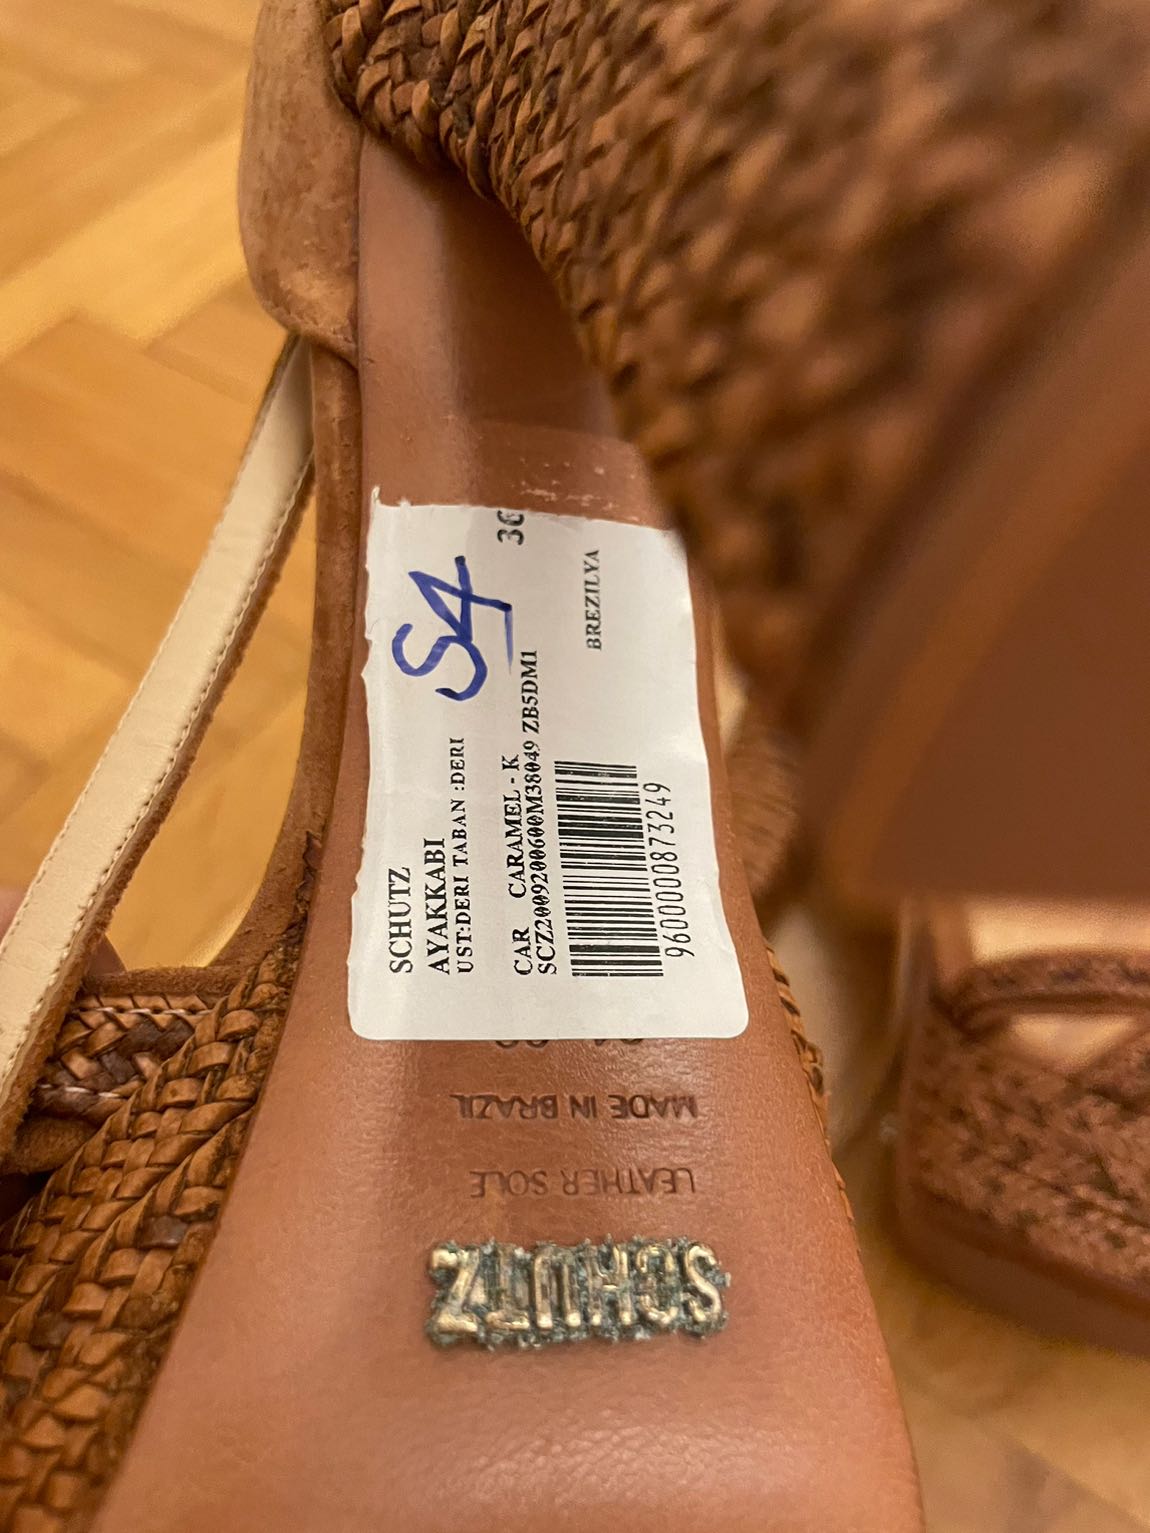 SCHUTZ
AYAKKABI
UST:DERI TABAN :DERI
S4
CAR CARAMEL - K
SCZ2009200600M38049 ZB5DM1
BREZILYA
9600000873249
MADE IN BRAZIL
LEATHER SOLE
SCHUTZ